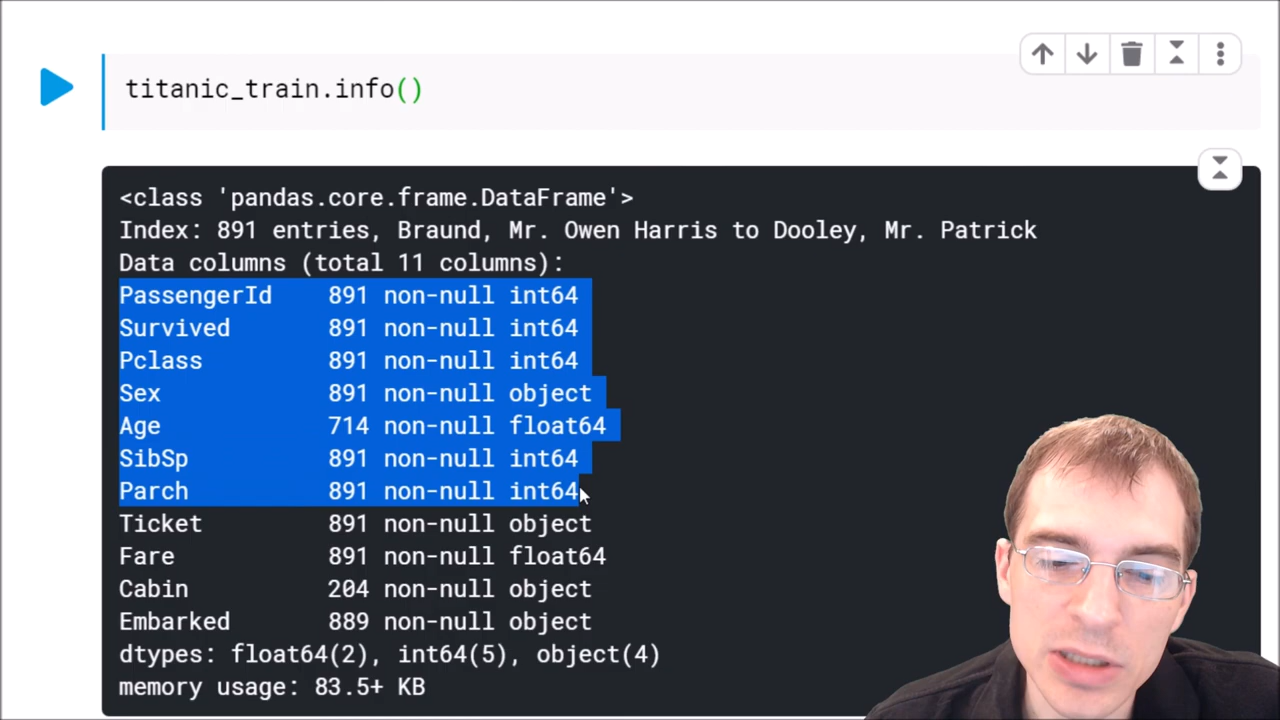 titanic_train.info()
<class 'pandas.core.frame.DataFrame'>
Index: 891 entries, Braund, Mr. Owen Harris to Dooley, Mr. Patrick
Data columns (total 11 columns):
PassengerId    891 non-null int64
Survived       891 non-null int64
Pclass         891 non-null int64
Sex            891 non-null object
Age            714 non-null float64
SibSp          891 non-null int64
Parch          891 non-null int64
Ticket         891 non-null object
Fare           891 non-null float64
Cabin          204 non-null object
Embarked       889 non-null object
dtypes: float64(2), int64(5), object(4)
memory usage: 83.5+ KB